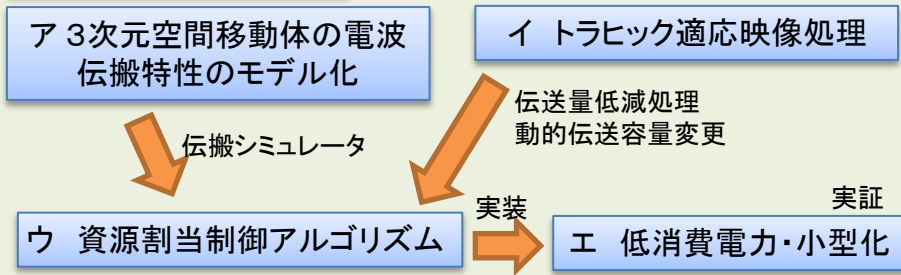 ア 3次元空間移動体の電波
伝搬特性のモデル化
イ トラヒック適応映像処理
伝搬シミュレータ
伝送量低減処理
動的伝送容量変更
ウ 資源割当制御アルゴリズム
実装
実証
エ 低消費電力・小型化